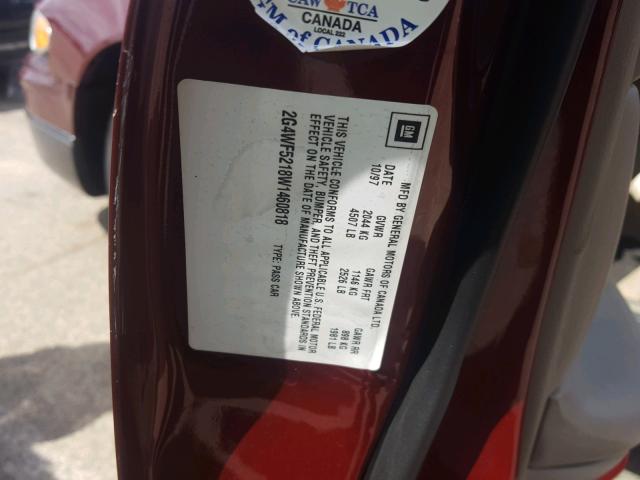 CAW TCA
CANADA
LOCAL 222
GM of CANADA
GM
MFD BY GENERAL MOTORS OF CANADA LTD.
DATE GVWR GAWR FRT GAWR RR
10/97 2044 KG 1146 KG 898 KG
4507 LB 2526 LB 1981 LB
THIS VEHICLE CONFORMS TO ALL APPLICABLE U.S. FEDERAL MOTOR
VEHICLE SAFETY, BUMPER, AND THEFT PREVENTION STANDARDS IN
EFFECT ON THE DATE OF MANUFACTURE SHOWN ABOVE.
2G4WF5218W1460818 TYPE: PASS CAR